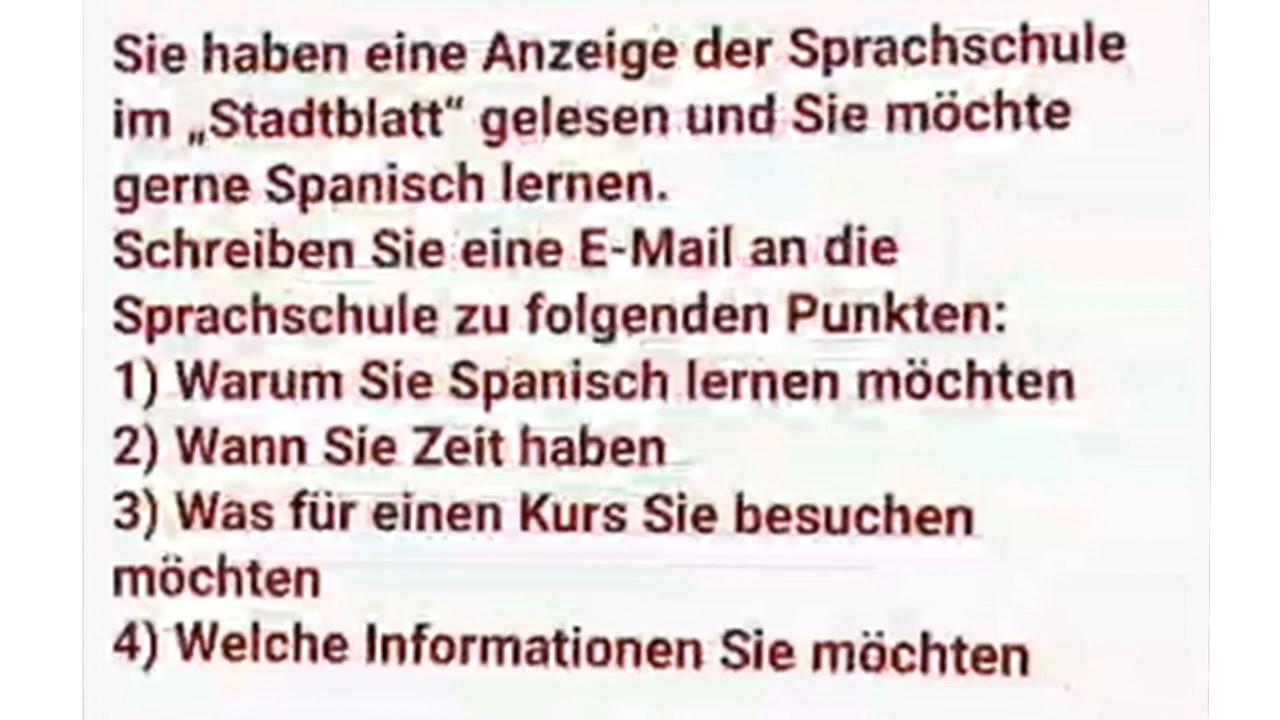 Sie haben eine Anzeige der Sprachschule
im „Stadtblatt“ gelesen und Sie möchte
gerne Spanisch lernen.
Schreiben Sie eine E-Mail an die
Sprachschule zu folgenden Punkten:
1) Warum Sie Spanisch lernen möchten
2) Wann Sie Zeit haben
3) Was für einen Kurs Sie besuchen
möchten
4) Welche Informationen Sie möchten